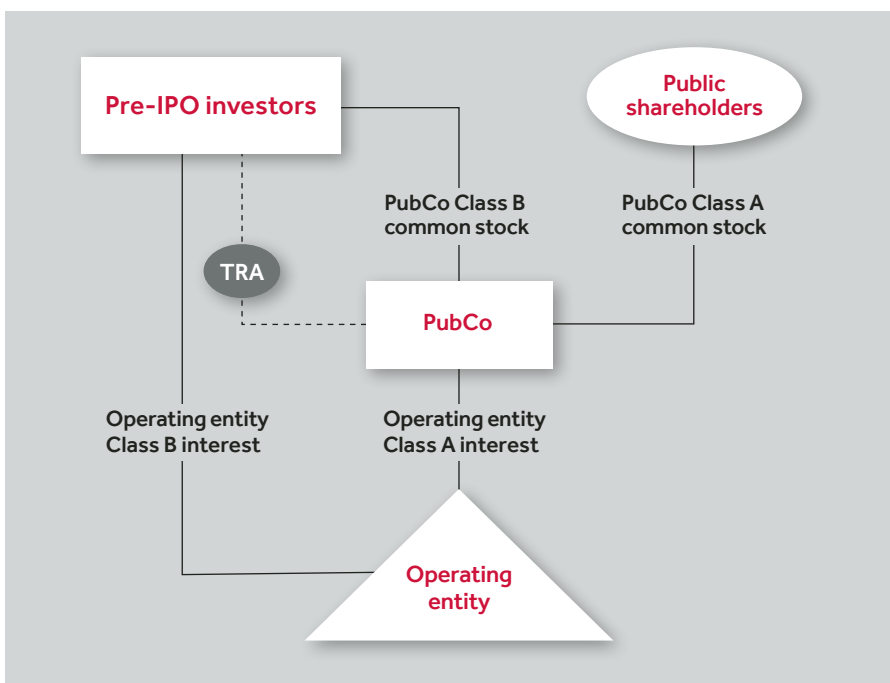 Pre-IPO investors
Public
shareholders
PubCo Class B
common stock
PubCo Class A
common stock
TRA
PubCo
Operating entity
Class B interest
Operating entity
Class A interest
Operating
entity